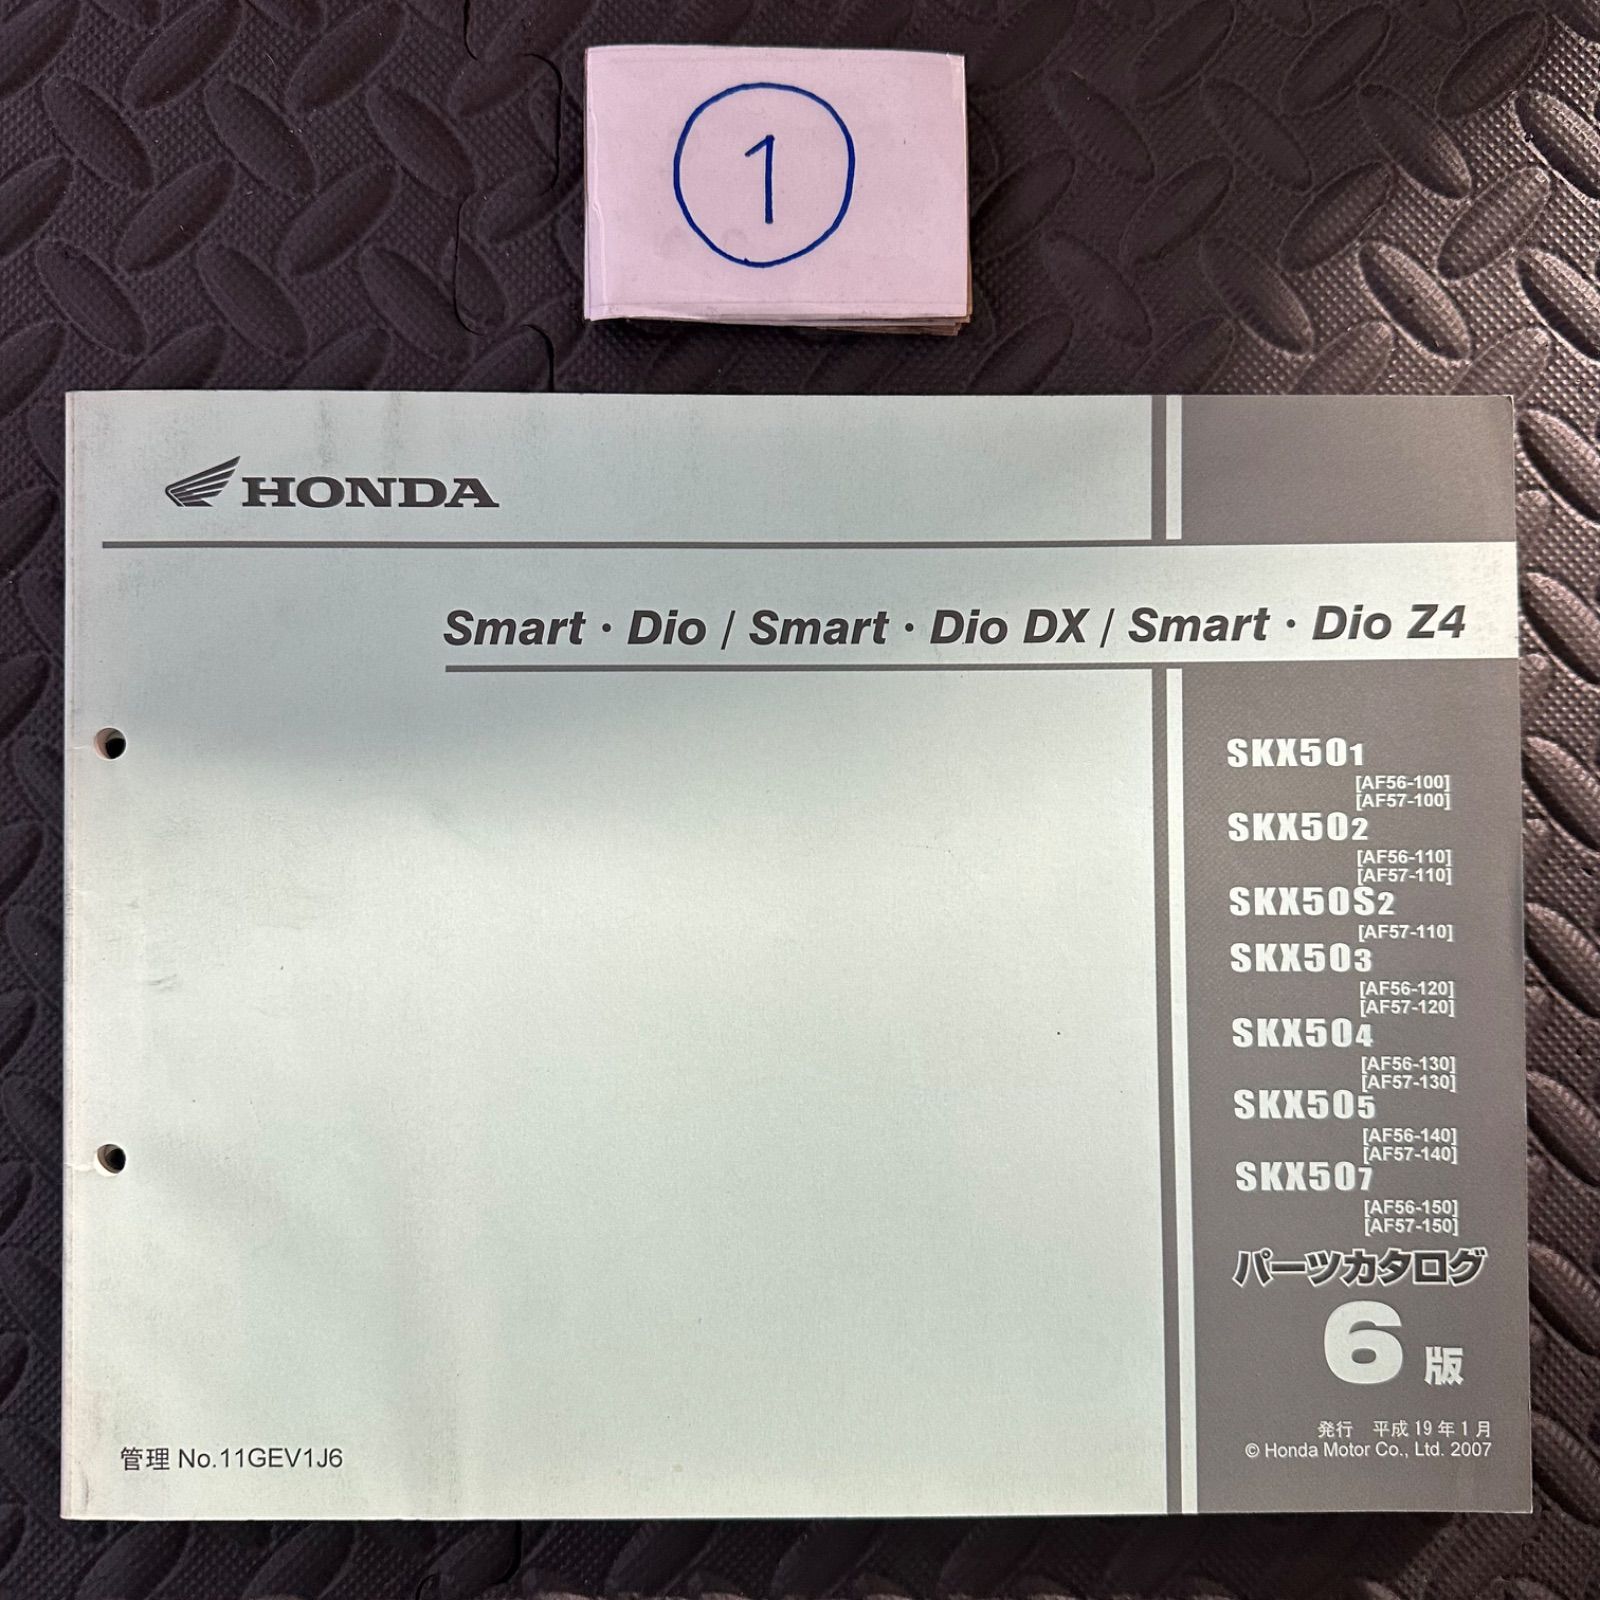 1
HONDA
Smart・Dio / Smart・Dio DX / Smart・Dio Z4
SKX501
[AF56-100]
[AF57-100]
SKX502
[AF56-110]
[AF57-110]
SKX50S2
[AF57-110]
SKX503
[AF56-120]
[AF57-120]
SKX504
[AF56-130]
[AF57-130]
SKX505
[AF56-140]
[AF57-140]
SKX507
[AF56-150]
[AF57-150]
パーツカタログ
6 版
発行 平成19年1月
© Honda Motor Co., Ltd. 2007
管理 No.11GEV1J6